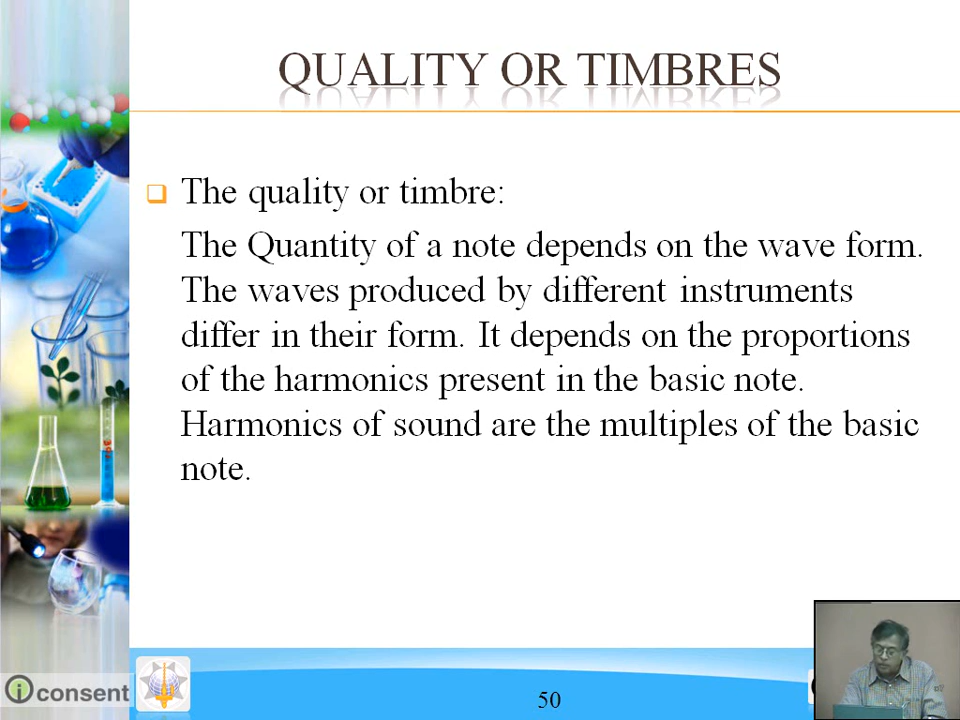 QUALITY OR TIMBRES
The quality or timbre:
The Quantity of a note depends on the wave form.
The waves produced by different instruments
differ in their form. It depends on the proportions
of the harmonics present in the basic note.
Harmonics of sound are the multiples of the basic
note.
i consent
50